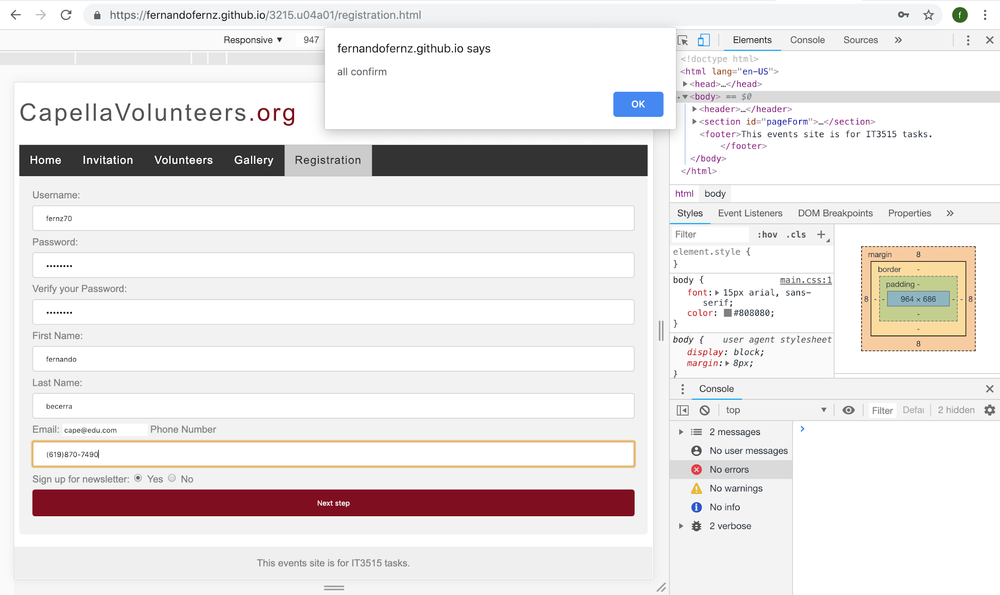 https://fernandofernz.github.io/3215.u04a01/registration.html
f
Responsive ▼ 947
fernandofernz.github.io says
all confirm
OK
CapellaVolunteers.org
Home Invitation Volunteers Gallery Registration
Username:
fernz70
Password:
••••••••
Verify your Password:
••••••••
First Name:
fernando
Last Name:
becerra
Email: cape@edu.com Phone Number
(619)870-7490
Sign up for newsletter: Yes No
Next step
This events site is for IT3515 tasks.
Elements Console Sources »
<!doctype html>
<html lang="en-US">
▶<head>…</head>
..▼<body> == $0
▶<header>…</header>
▶<section id="pageForm">…</section>
<footer>This events site is for IT3515 tasks.
</footer>
</body>
</html>
html body
Styles Event Listeners DOM Breakpoints Properties »
Filter :hov .cls +
element.style {
}
body { main.css:1
font:▶ 15px arial, sans-
serif;
color: #808080;
}
body { user agent stylesheet
display: block;
margin:▶ 8px;
}
margin 8
border -
padding -
8 - - 964 × 686 - - 8
-
-
8
Console
top ▼ Filter Defau 2 hidden
▶ 2 messages
No user messages
No errors
No warnings
No info
▶ 2 verbose
>